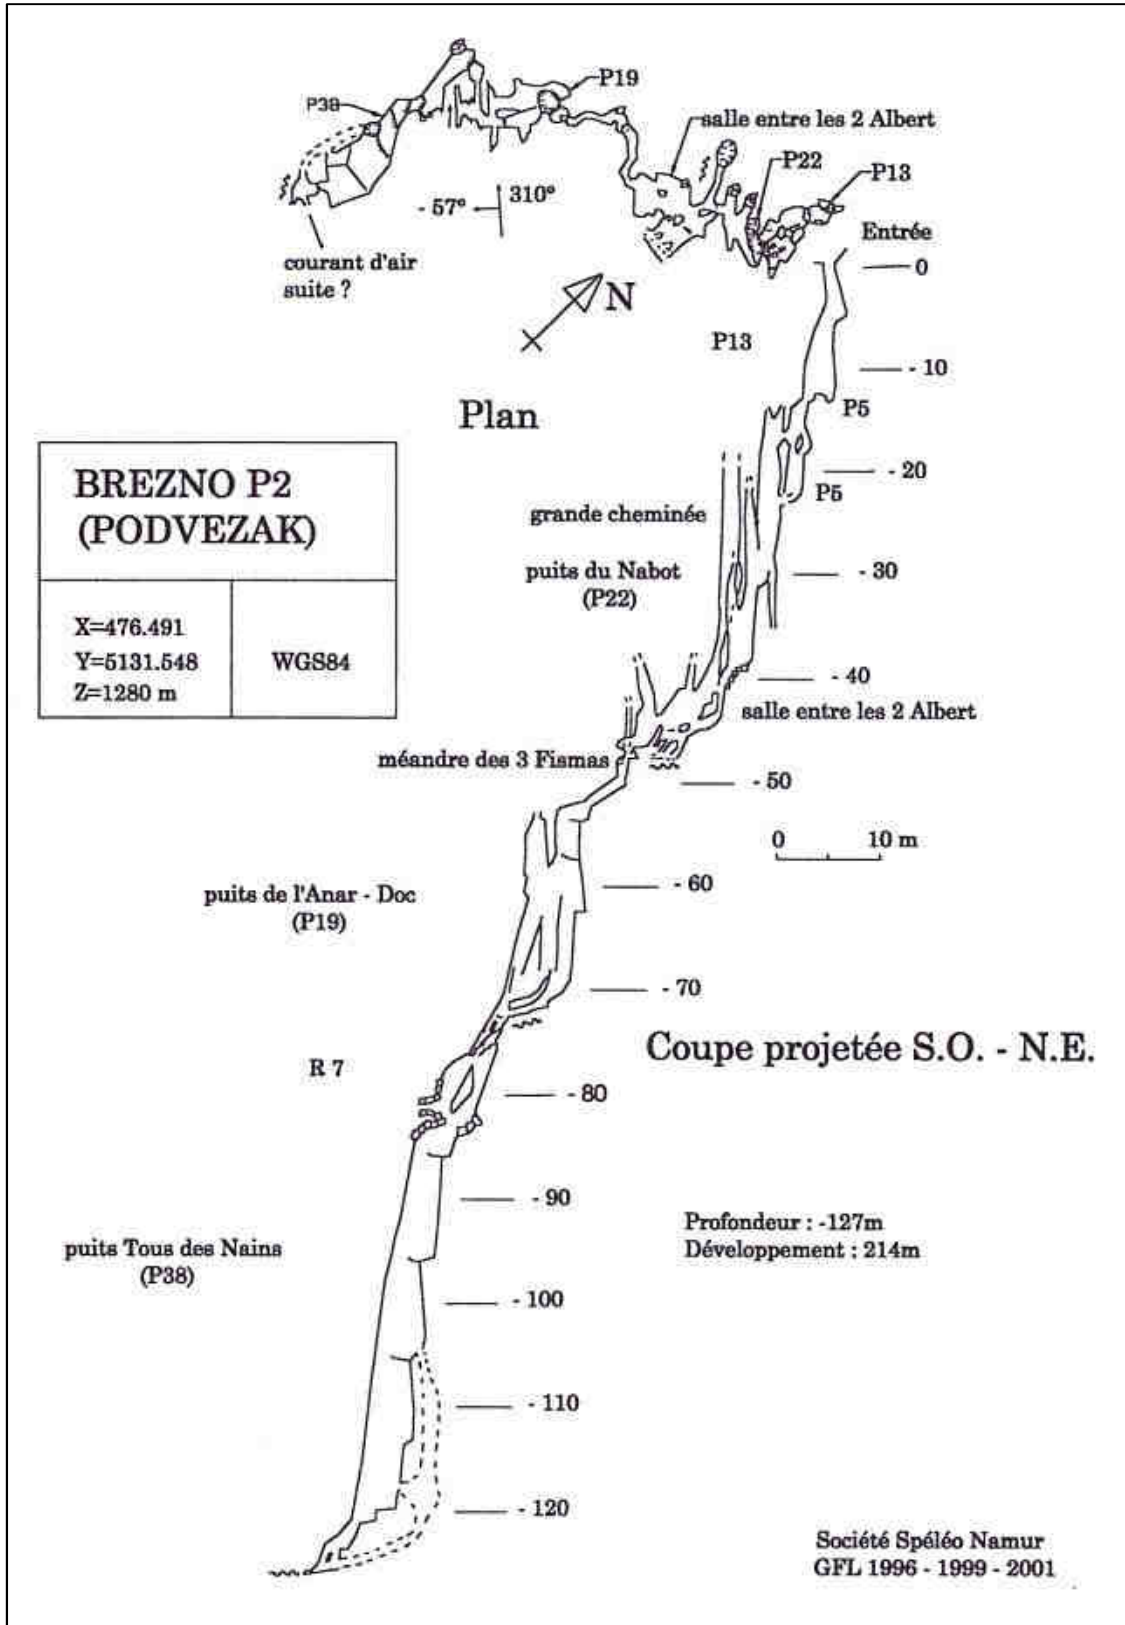 P19
P38
salle entre les 2 Albert
P22
P13
- 57°
310°
Entrée
courant d'air
suite ?
0
N
P13
- 10
Plan
P5
BREZNO P2
(PODVEZAK)
- 20
P5
grande cheminée
puits du Nabot
(P22)
- 30
X=476.491
Y=5131.548
Z=1280 m
WGS84
- 40
salle entre les 2 Albert
méandre des 3 Fismas
- 50
0 10 m
- 60
puits de l'Anar - Doc
(P19)
- 70
Coupe projetée S.O. - N.E.
R 7
- 80
- 90
Profondeur : -127m
Développement : 214m
puits Tous des Nains
(P38)
- 100
- 110
- 120
Société Spéléo Namur
GFL 1996 - 1999 - 2001